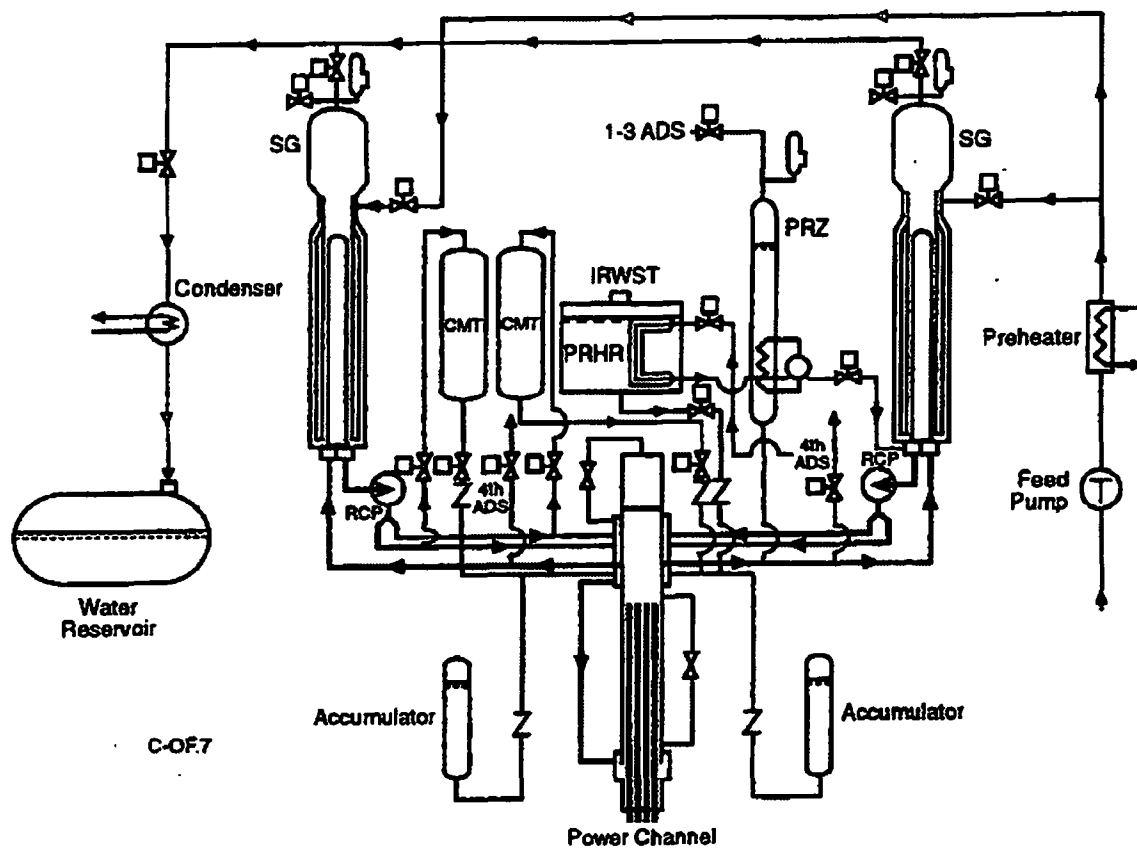 1-3 ADS
SG
SG
PRZ
Condenser
IRWST
CMT
CMT
PRHR
Preheater
4th
ADS
RCP
4th
ADS
RCP
Feed
Pump
Water
Reservoir
Accumulator
Accumulator
C-OF.7
Power Channel